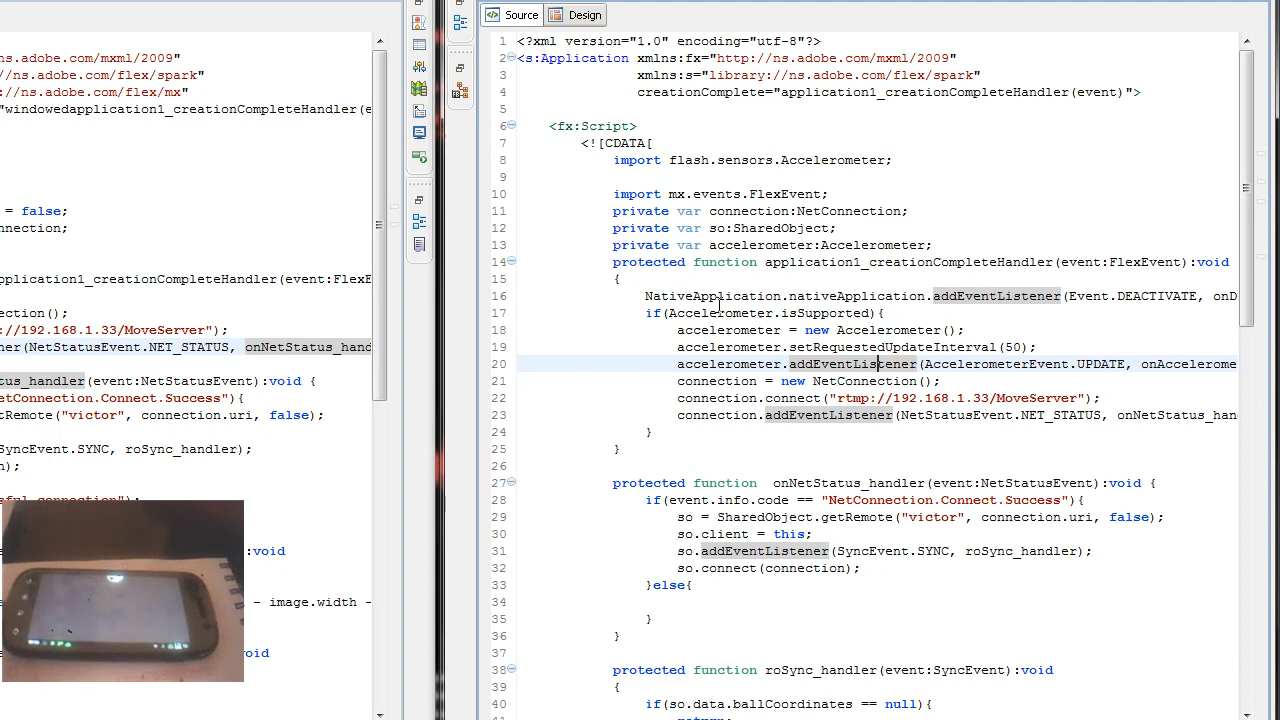 ns.adobe.com/mxml/2009"
//ns.adobe.com/flex/spark"
//ns.adobe.com/flex/mx"
"windowedapplication1_creationCompleteHandler(e
= false;
nnection;
application1_creationCompleteHandler(event:FlexE
ction();
://192.168.1.33/MoveServer");
ner(NetStatusEvent.NET_STATUS, onNetStatus_hand
tus_handler(event:NetStatusEvent):void {
etConnection.Connect.Success"){
etRemote("victor", connection.uri, false);
SyncEvent.SYNC, roSync_handler);
n);
sful connection");
:void
- image.width -
void
Source Design
1 <?xml version="1.0" encoding="utf-8"?>
2 <s:Application xmlns:fx="http://ns.adobe.com/mxml/2009"
3 xmlns:s="library://ns.adobe.com/flex/spark"
4 creationComplete="application1_creationCompleteHandler(event)">
5
6 <fx:Script>
7 <![CDATA[
8 import flash.sensors.Accelerometer;
9
10 import mx.events.FlexEvent;
11 private var connection:NetConnection;
12 private var so:SharedObject;
13 private var accelerometer:Accelerometer;
14 protected function application1_creationCompleteHandler(event:FlexEvent):void
15 {
16 NativeApplication.nativeApplication.addEventListener(Event.DEACTIVATE, onD
17 if(Accelerometer.isSupported){
18 accelerometer = new Accelerometer();
19 accelerometer.setRequestedUpdateInterval(50);
20 accelerometer.addEventListener(AccelerometerEvent.UPDATE, onAccelerome
21 connection = new NetConnection();
22 connection.connect("rtmp://192.168.1.33/MoveServer");
23 connection.addEventListener(NetStatusEvent.NET_STATUS, onNetStatus_han
24 }
25 }
26
27 protected function onNetStatus_handler(event:NetStatusEvent):void {
28 if(event.info.code == "NetConnection.Connect.Success"){
29 so = SharedObject.getRemote("victor", connection.uri, false);
30 so.client = this;
31 so.addEventListener(SyncEvent.SYNC, roSync_handler);
32 so.connect(connection);
33 }else{
34
35 }
36 }
37
38 protected function roSync_handler(event:SyncEvent):void
39 {
40 if(so.data.ballCoordinates == null){